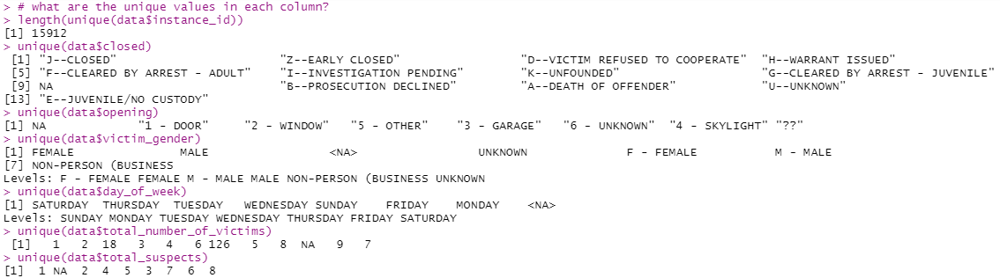 > # what are the unique values in each column?
> length(unique(data$instance_id))
[1] 15912
> unique(data$closed)
 [1] "J--CLOSED"                       "Z--EARLY CLOSED"                 "D--VICTIM REFUSED TO COOPERATE"  "H--WARRANT ISSUED"
 [5] "F--CLEARED BY ARREST - ADULT"    "I--INVESTIGATION PENDING"        "K--UNFOUNDED"                    "G--CLEARED BY ARREST - JUVENILE"
 [9] NA                                "B--PROSECUTION DECLINED"         "A--DEATH OF OFFENDER"            "U--UNKNOWN"
[13] "E--JUVENILE/NO CUSTODY"
> unique(data$opening)
[1] NA             "1 - DOOR"     "2 - WINDOW"   "5 - OTHER"    "3 - GARAGE"   "6 - UNKNOWN"  "4 - SKYLIGHT" "??"
> unique(data$victim_gender)
[1] FEMALE               MALE                 <NA>                 UNKNOWN              F - FEMALE           M - MALE
[7] NON-PERSON (BUSINESS
Levels: F - FEMALE FEMALE M - MALE MALE NON-PERSON (BUSINESS UNKNOWN
> unique(data$day_of_week)
[1] SATURDAY  THURSDAY  TUESDAY   WEDNESDAY SUNDAY    FRIDAY    MONDAY    <NA>
Levels: SUNDAY MONDAY TUESDAY WEDNESDAY THURSDAY FRIDAY SATURDAY
> unique(data$total_number_of_victims)
 [1]   1   2  18   3   4   6 126   5   8  NA   9   7
> unique(data$total_suspects)
[1]  1 NA  2  4  5  3  7  6  8